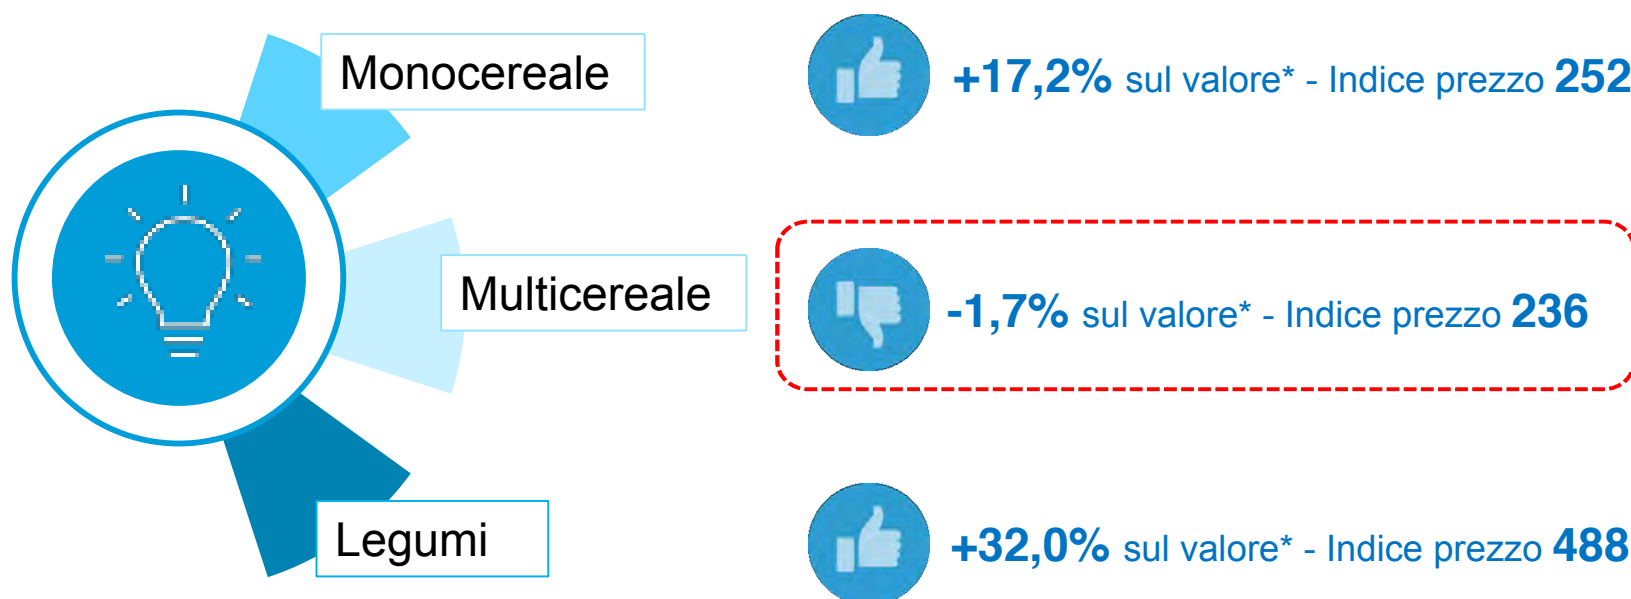 Monocereale
+17,2% sul valore* - Indice prezzo 252
Multicereale
-1,7% sul valore* - Indice prezzo 236
Legumi
+32,0% sul valore* - Indice prezzo 488